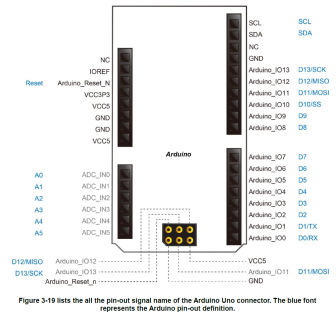 SCL SCL
SDA SDA
NC
GND
NC
Arduino_IO13 D13/SCK
IOREF
Arduino_IO12 D12/MISO
Reset Arduino_Reset_N
Arduino_IO11 D11/MOSI
VCC3P3
Arduino_IO10 D10/SS
VCC5
Arduino_IO9 D9
GND
Arduino_IO8 D8
GND
VCC5
Arduino
Arduino_IO7 D7
A0 ADC_IN0
Arduino_IO6 D6
A1 ADC_IN1
Arduino_IO5 D5
A2 ADC_IN2
Arduino_IO4 D4
A3 ADC_IN3
Arduino_IO3 D3
A4 ADC_IN4
Arduino_IO2 D2
A5 ADC_IN5
Arduino_IO1 D1/TX
Arduino_IO0 D0/RX
D12/MISO Arduino_IO12 VCC5
D13/SCK Arduino_IO13 Arduino_IO11 D11/MOSI
Arduino_Reset_n GND
Figure 3-19 lists the all the pin-out signal name of the Arduino Uno connector. The blue font
represents the Arduino pin-out definition.